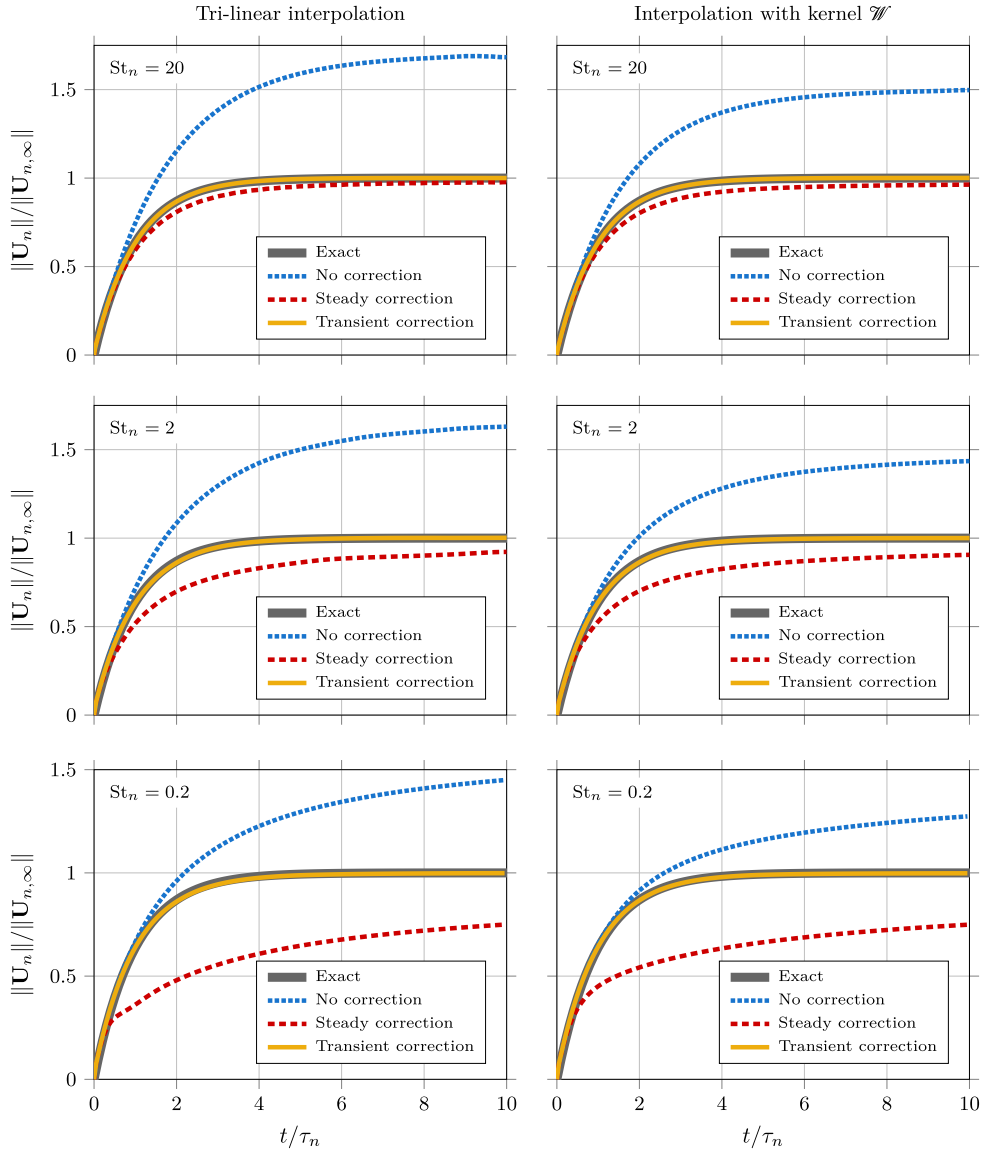 Tri-linear interpolation
Interpolation with kernel 𝒲
‖U_n‖/‖U_{n,∞}‖
1.5
1
0.5
0
St_n = 20
Exact
No correction
Steady correction
Transient correction
St_n = 20
Exact
No correction
Steady correction
Transient correction
‖U_n‖/‖U_{n,∞}‖
1.5
1
0.5
0
St_n = 2
Exact
No correction
Steady correction
Transient correction
St_n = 2
Exact
No correction
Steady correction
Transient correction
‖U_n‖/‖U_{n,∞}‖
1.5
1
0.5
0
St_n = 0.2
Exact
No correction
Steady correction
Transient correction
0 2 4 6 8 10
t/τ_n
St_n = 0.2
Exact
No correction
Steady correction
Transient correction
0 2 4 6 8 10
t/τ_n